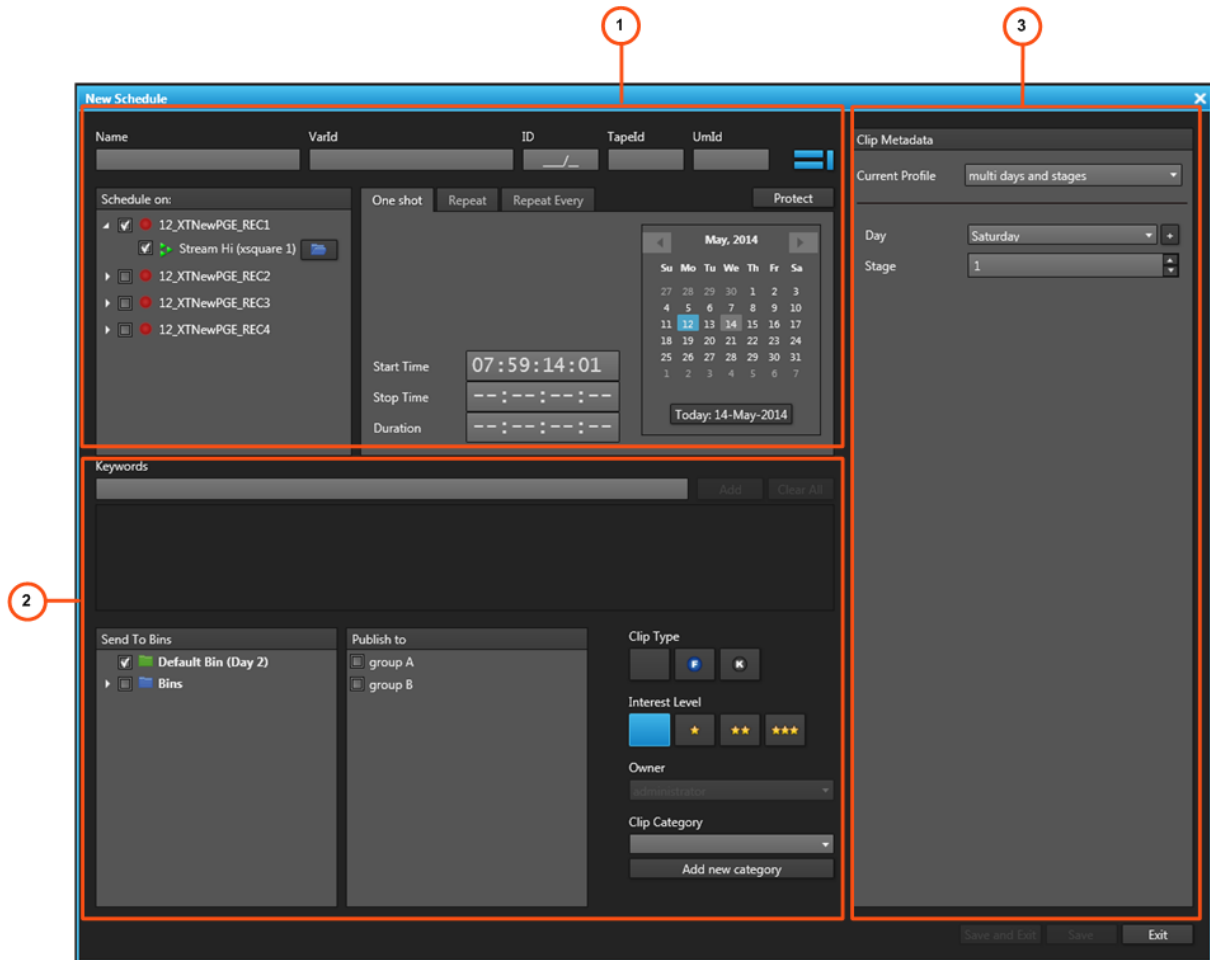 1
3
New Schedule
Name VarId ID TapeId UmId
__/_
Schedule on:
12_XTNewPGE_REC1
Stream Hi (xsquare 1)
12_XTNewPGE_REC2
12_XTNewPGE_REC3
12_XTNewPGE_REC4
One shot Repeat Repeat Every Protect
May, 2014
Su Mo Tu We Th Fr Sa
27 28 29 30 1 2 3
4 5 6 7 8 9 10
11 12 13 14 15 16 17
18 19 20 21 22 23 24
25 26 27 28 29 30 31
1 2 3 4 5 6 7
Today: 14-May-2014
Start Time 07:59:14:01
Stop Time --:--:--:--
Duration --:--:--:--
Clip Metadata
Current Profile multi days and stages
Day Saturday +
Stage 1
2
Keywords
Add Clear All
Send To Bins
Default Bin (Day 2)
Bins
Publish to
group A
group B
Clip Type
F K
Interest Level
Owner
administrator
Clip Category
Add new category
Save and Exit Save Exit